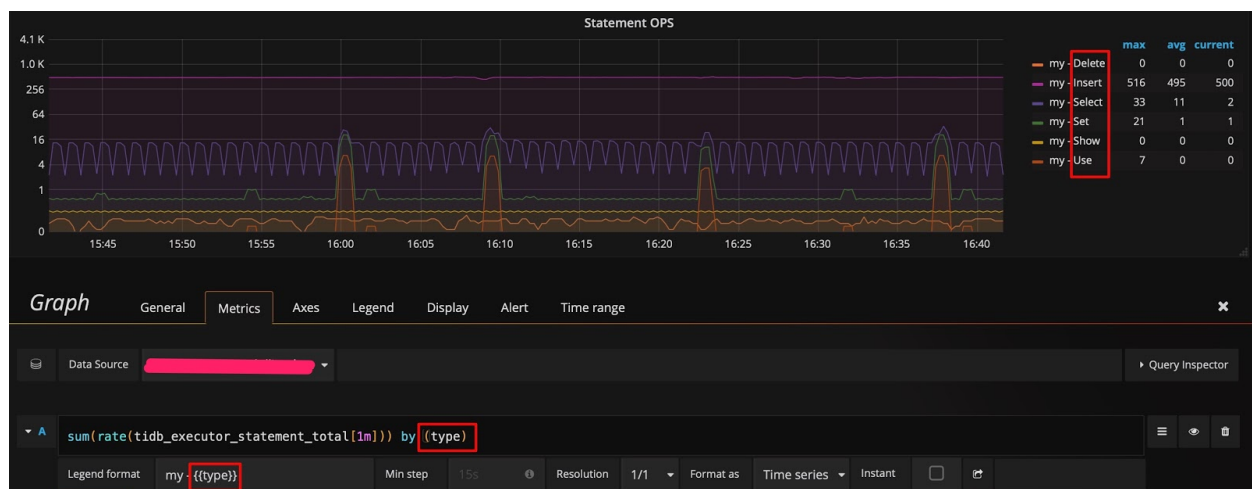 Statement OPS
4.1 K
1.0 K
256
64
16
4
1
0
15:45 15:50 15:55 16:00 16:05 16:10 16:15 16:20 16:25 16:30 16:35 16:40
max avg current
my - Delete 0 0 0
my - Insert 516 495 500
my - Select 33 11 2
my - Set 21 1 1
my - Show 0 0 0
my - Use 7 0 0
Graph General Metrics Axes Legend Display Alert Time range
Data Source Query Inspector
A sum(rate(tidb_executor_statement_total[1m])) by (type)
Legend format my - {{type}} Min step 15s Resolution 1/1 Format as Time series Instant